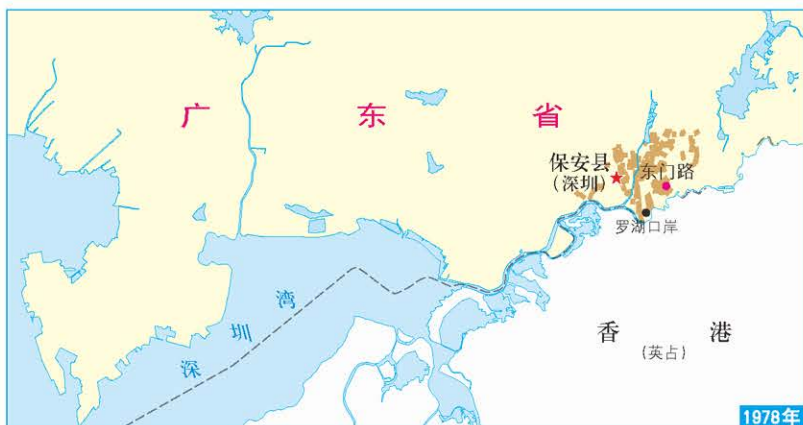 广东省
保安县
(深圳)
东门路
罗湖口岸
深圳湾
香港
(英占)
1978年